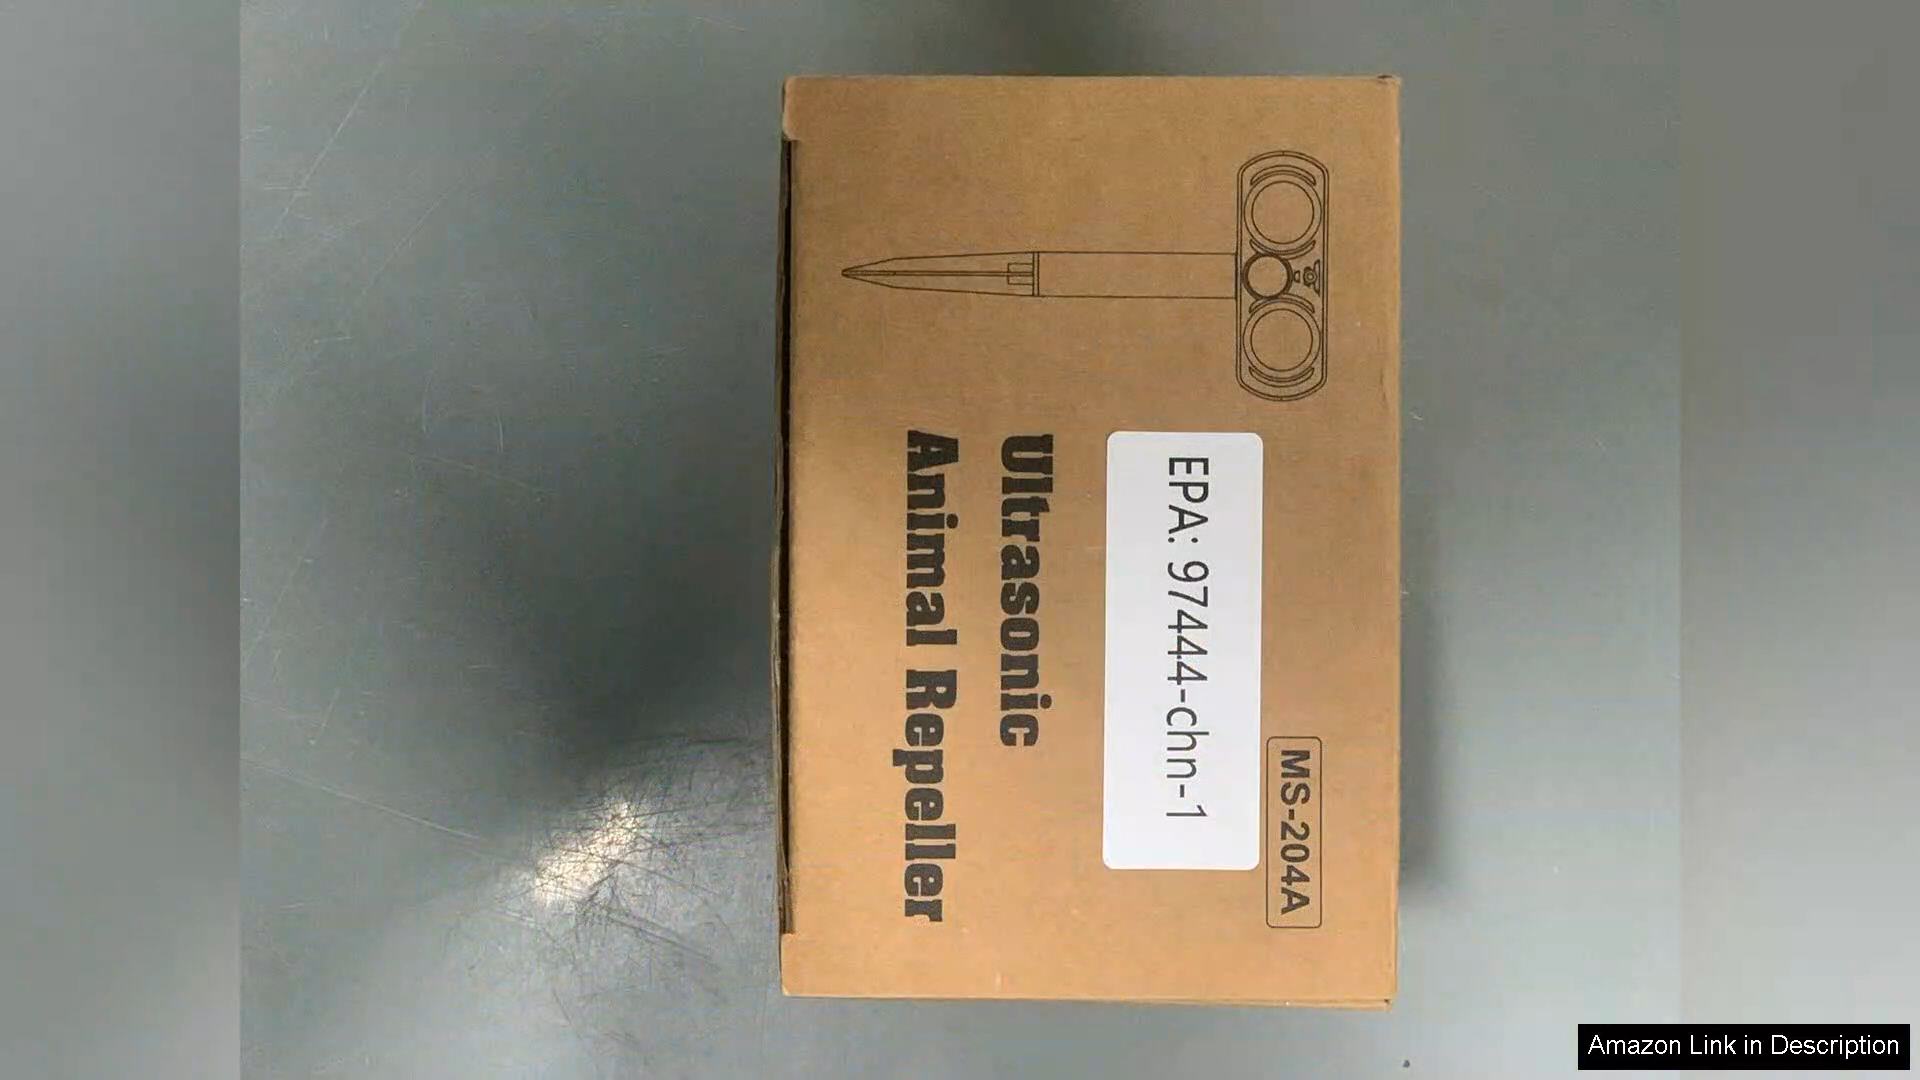 MS-204A
EPA: 97444-chn-1
Ultrasonic
Animal Repeller
Amazon Link in Description